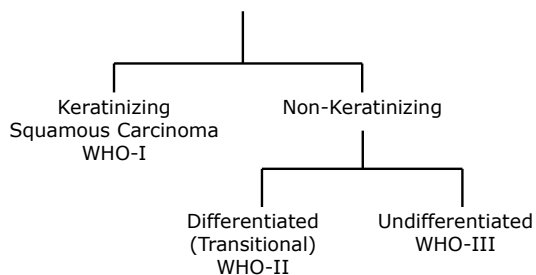 Keratinizing
Squamous Carcinoma
WHO-I
Non-Keratinizing
Differentiated
(Transitional)
WHO-II
Undifferentiated
WHO-III